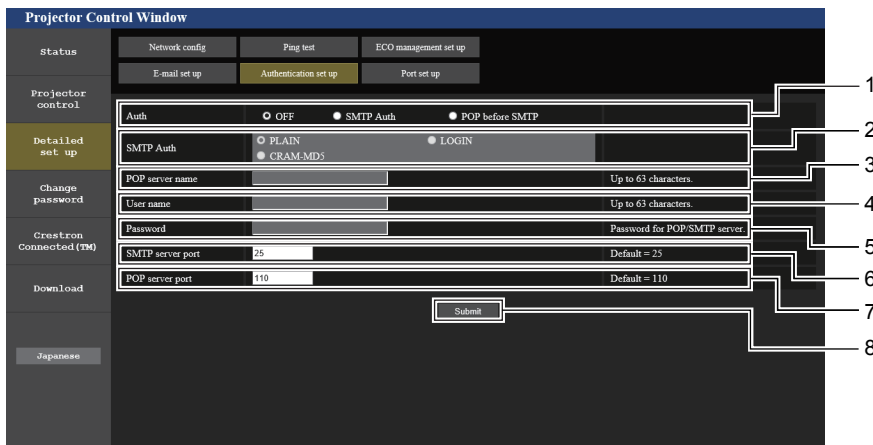 Projector Control Window
Status
Network config
Ping test
ECO management set up
E-mail set up
Authentication set up
Port set up
Projector
control
Detailed
set up
Change
password
Crestron
Connected(TM)
Download
Japanese
Auth
OFF
SMTP Auth
POP before SMTP
SMTP Auth
PLAIN
LOGIN
CRAM-MD5
POP server name
Up to 63 characters.
User name
Up to 63 characters.
Password
Password for POP/SMTP server.
SMTP server port
25
Default = 25
POP server port
110
Default = 110
Submit
1
2
3
4
5
6
7
8